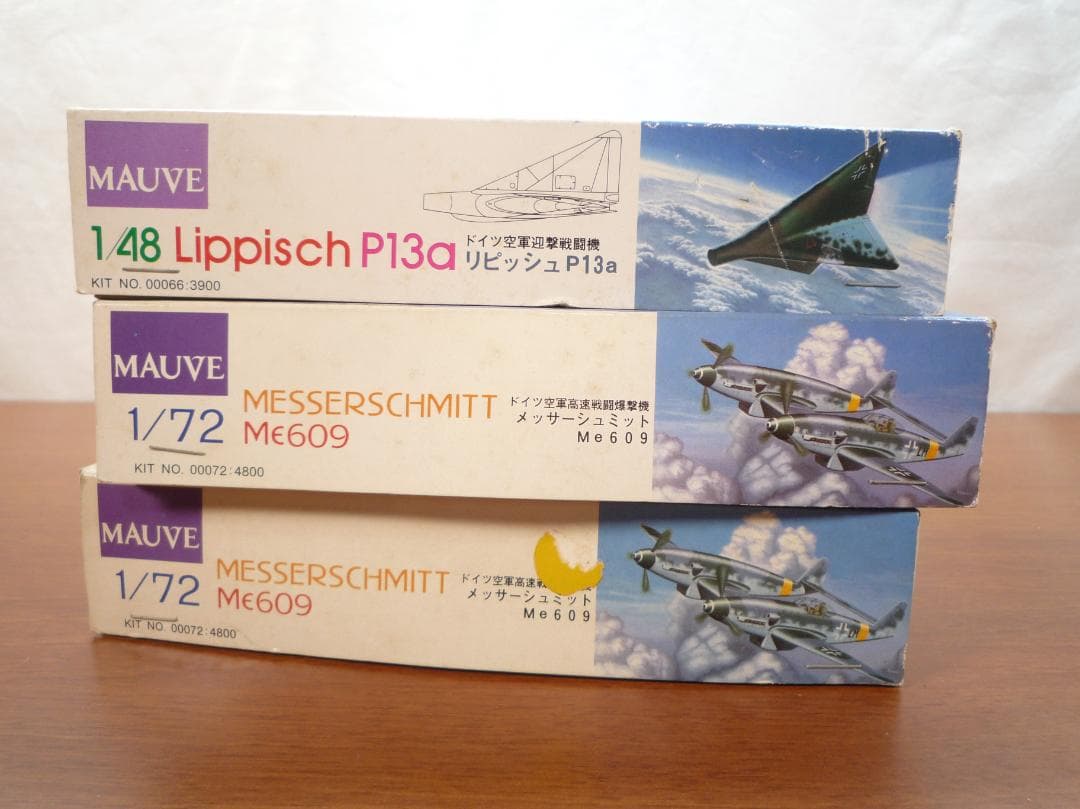 MAUVE
1/48 Lippisch P13a
ドイツ空軍迎撃戦闘機
リピッシュP13a
KIT NO. 00066:3900
MAUVE
1/72
MESSERSCHMITT
Me609
ドイツ空軍高速戦闘爆撃機
メッサーシュミット
Me609
KIT NO. 00072:4800
MAUVE
1/72
MESSERSCHMITT
Me609
ドイツ空軍高速
メッサーシュミット
Me609
KIT NO. 00072:4800